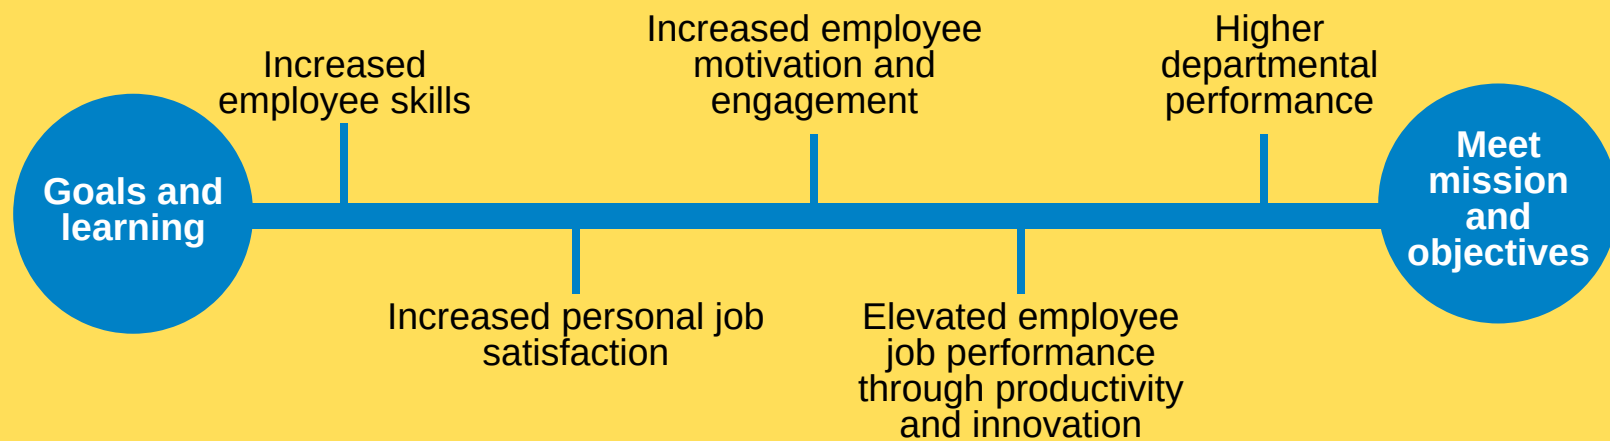 Goals and
learning
Increased
employee skills
Increased personal job
satisfaction
Increased employee
motivation and
engagement
Elevated employee
job performance
through productivity
and innovation
Higher
departmental
performance
Meet
mission
and
objectives